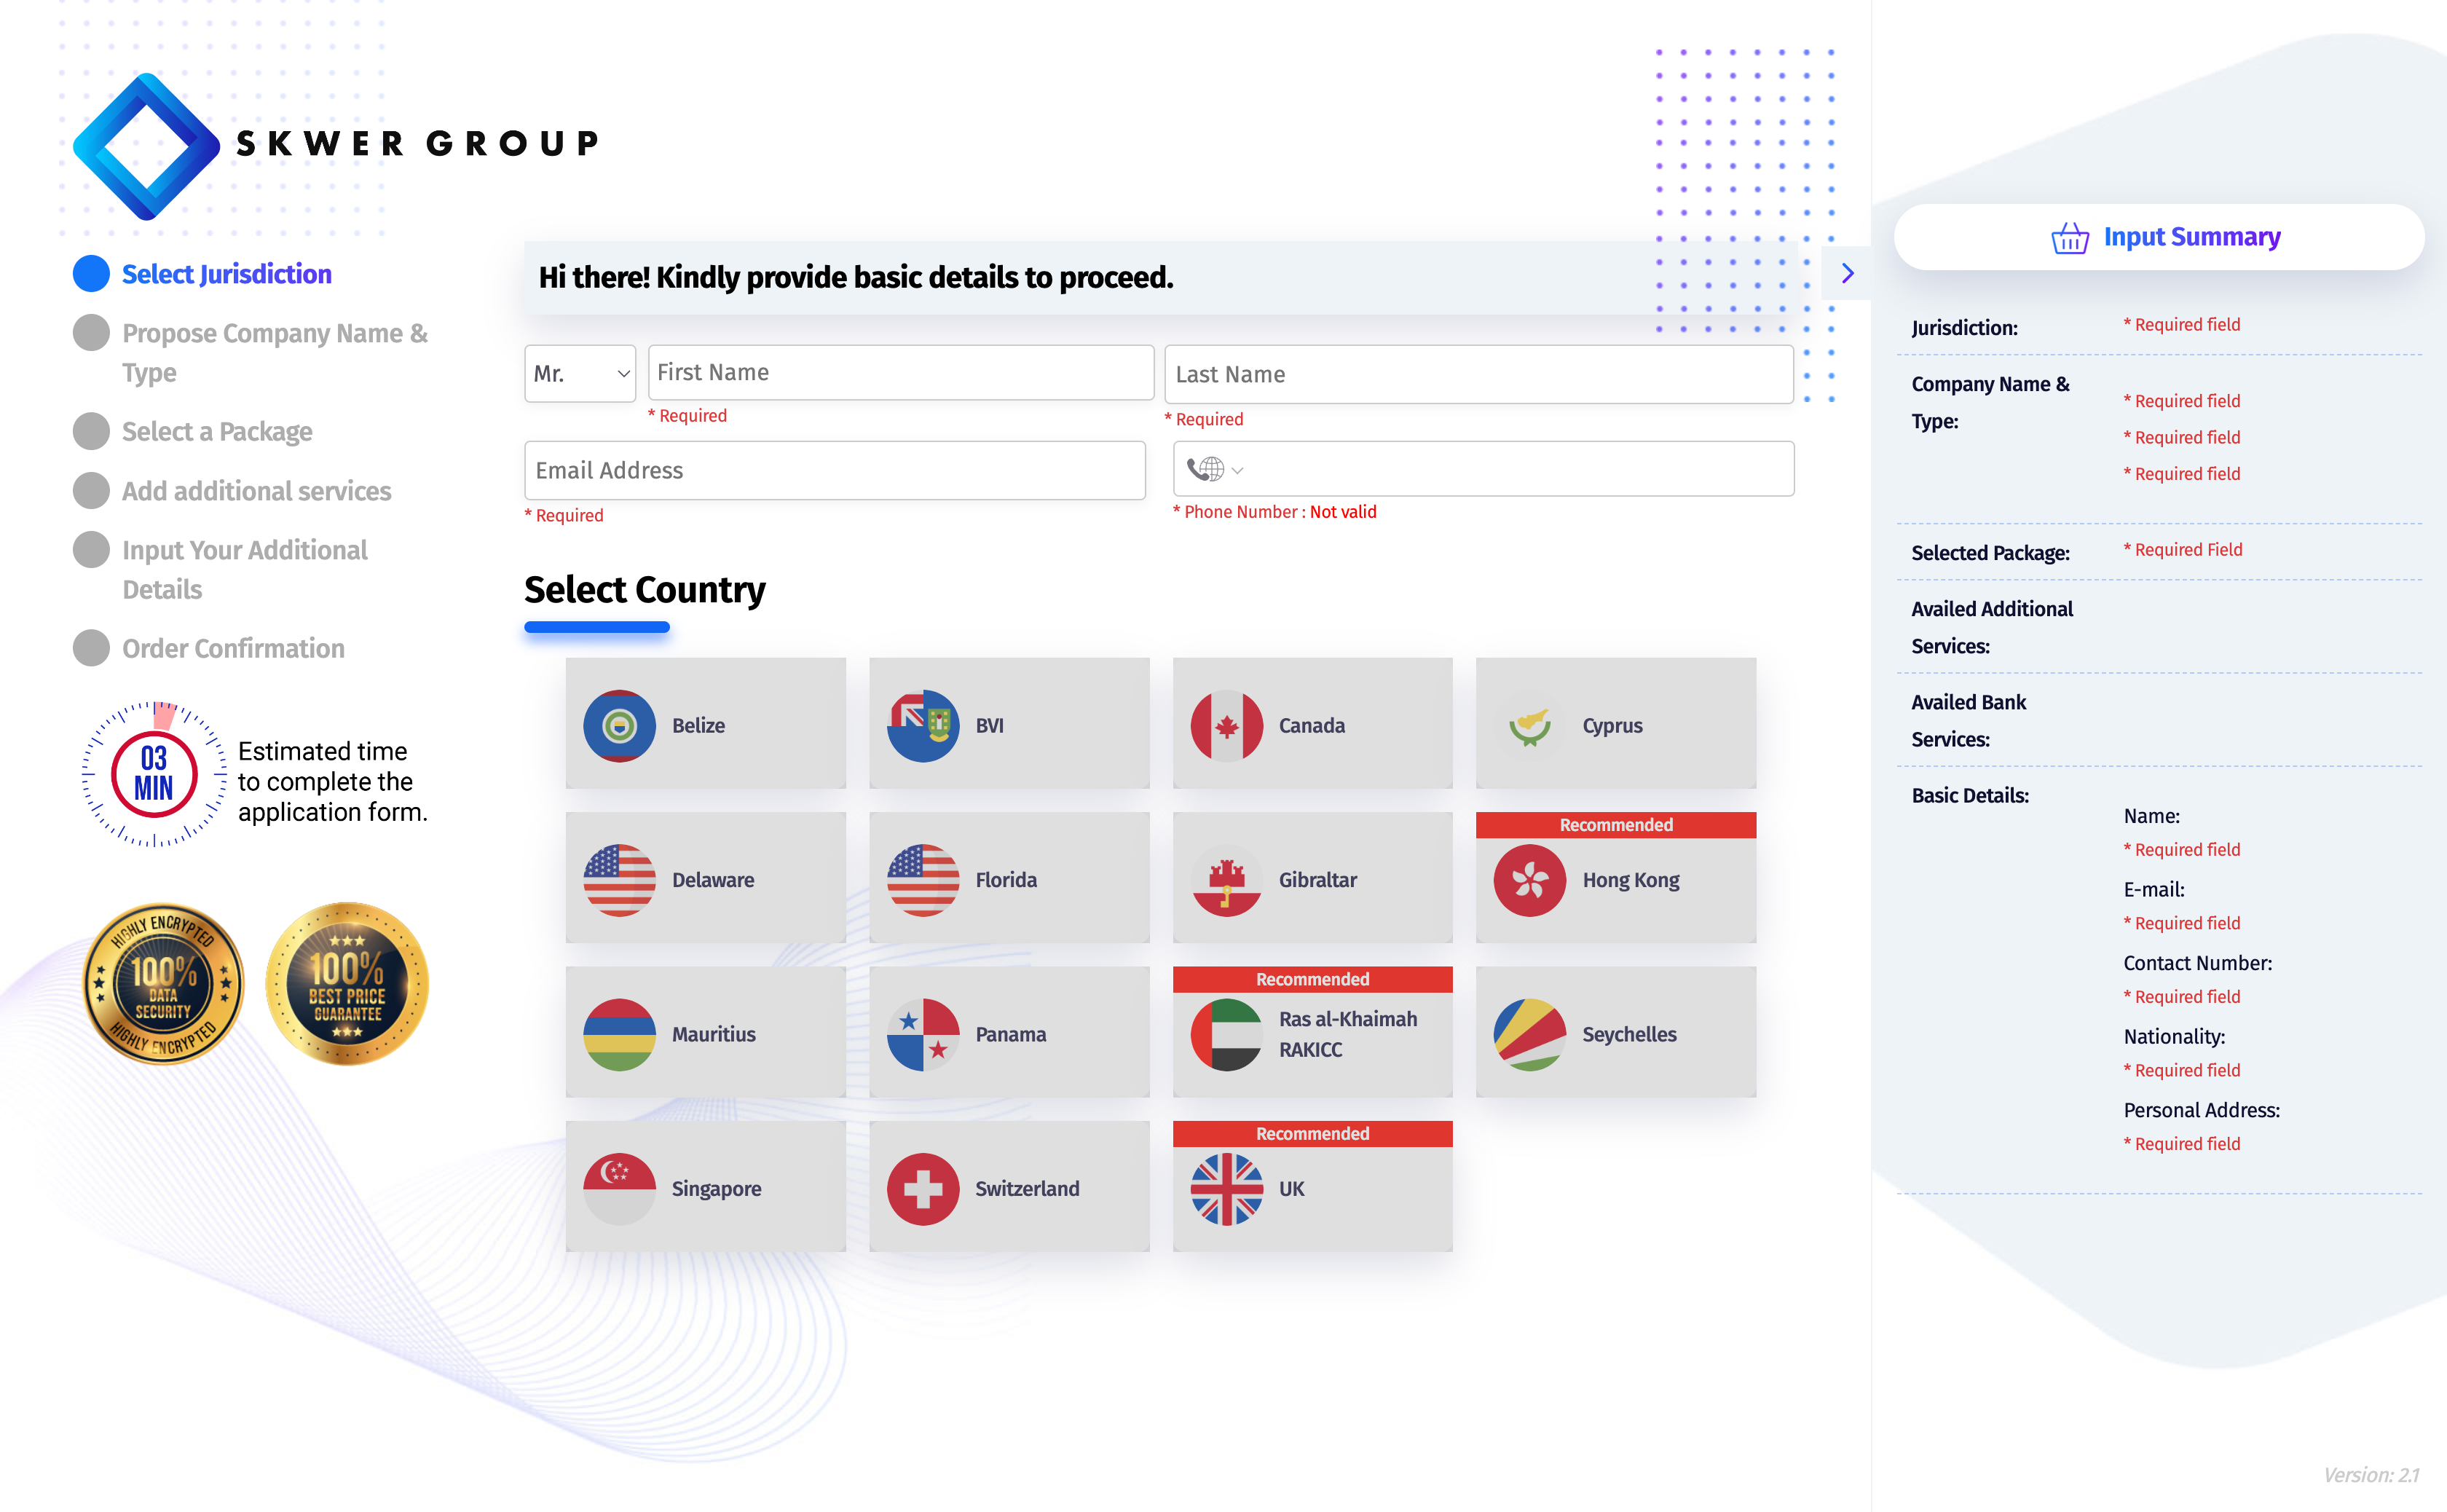 SKWER GROUP
Select Jurisdiction
Propose Company Name &
Type
Select a Package
Add additional services
Input Your Additional
Details
Order Confirmation
03
MIN
Estimated time
to complete the
application form.
HIGHLY ENCRYPTED
100%
DATA
SECURITY
HIGHLY ENCRYPTED
100%
BEST PRICE
GUARANTEE
Hi there! Kindly provide basic details to proceed.
Mr.
First Name
Last Name
* Required
* Required
Email Address
* Required
* Phone Number : Not valid
Select Country
Belize
BVI
Canada
Cyprus
Delaware
Florida
Gibraltar
Recommended
Hong Kong
Mauritius
Panama
Recommended
Ras al-Khaimah
RAKICC
Seychelles
Singapore
Switzerland
Recommended
UK
Input Summary
Jurisdiction:
* Required field
Company Name &
Type:
* Required field
* Required field
* Required field
Selected Package:
* Required Field
Availed Additional
Services:
Availed Bank
Services:
Basic Details:
Name:
* Required field
E-mail:
* Required field
Contact Number:
* Required field
Nationality:
* Required field
Personal Address:
* Required field
Version: 2.1